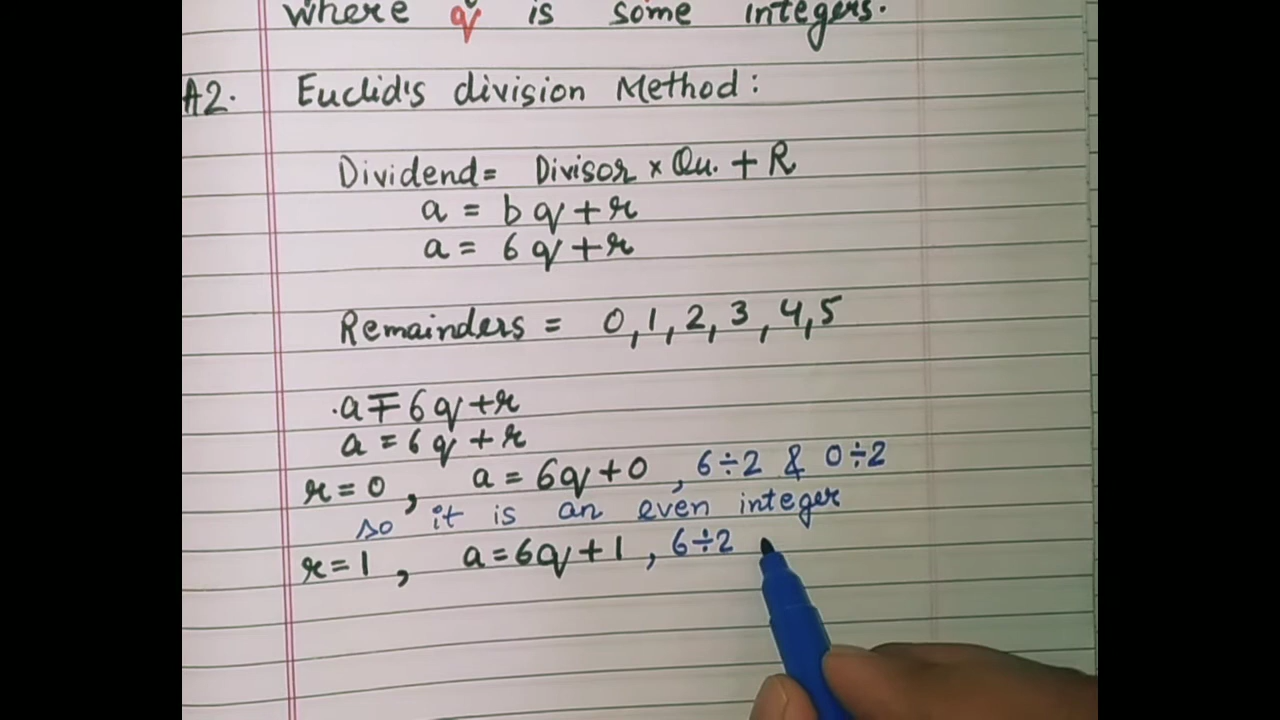 where q is some integers.
A2. Euclid's division Method:
Dividend = Divisor × Qu. + R
a = bq + r
a = 6q + r
Remainders = 0, 1, 2, 3, 4, 5
.a ∓ 6q + r
a = 6q + r
r = 0, a = 6q + 0, 6÷2 & 0÷2
so it is an even integer
r = 1, a = 6q + 1, 6÷2